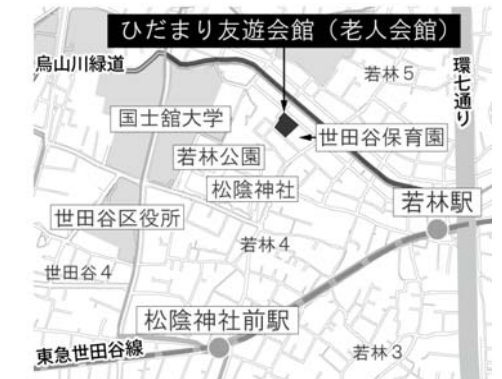 ひだまり友遊会館（老人会館）
烏山川緑道
若林5
環七通り
国士舘大学
世田谷保育園
若林公園
松陰神社
若林駅
世田谷区役所
若林4
世田谷4
松陰神社前駅
東急世田谷線
若林3